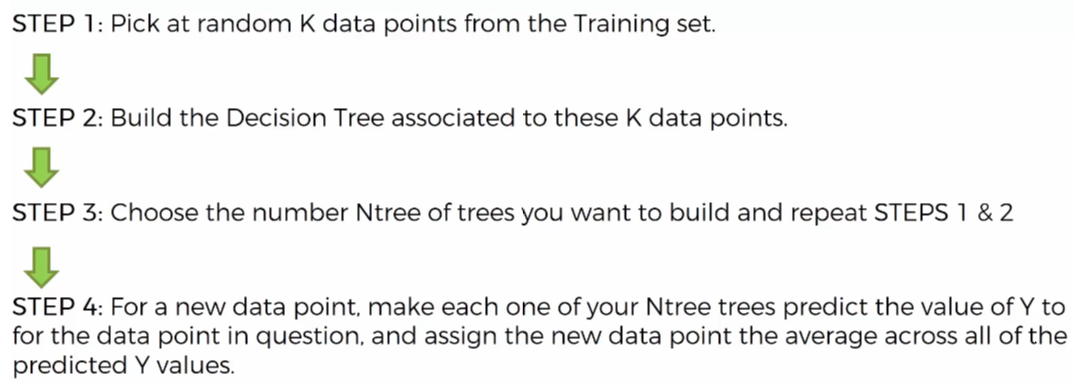 STEP 1: Pick at random K data points from the Training set.
STEP 2: Build the Decision Tree associated to these K data points.
STEP 3: Choose the number Ntree of trees you want to build and repeat STEPS 1 & 2
STEP 4: For a new data point, make each one of your Ntree trees predict the value of Y to
for the data point in question, and assign the new data point the average across all of the
predicted Y values.